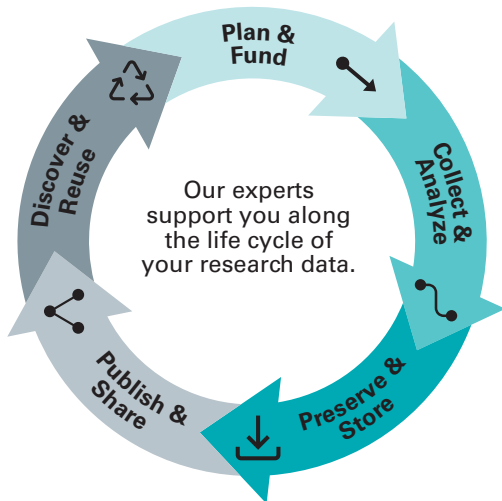 Plan &
Fund
Collect &
Analyze
Preserve &
Store
Publish &
Share
Discover &
Reuse
Our experts
support you along
the life cycle of
your research data.